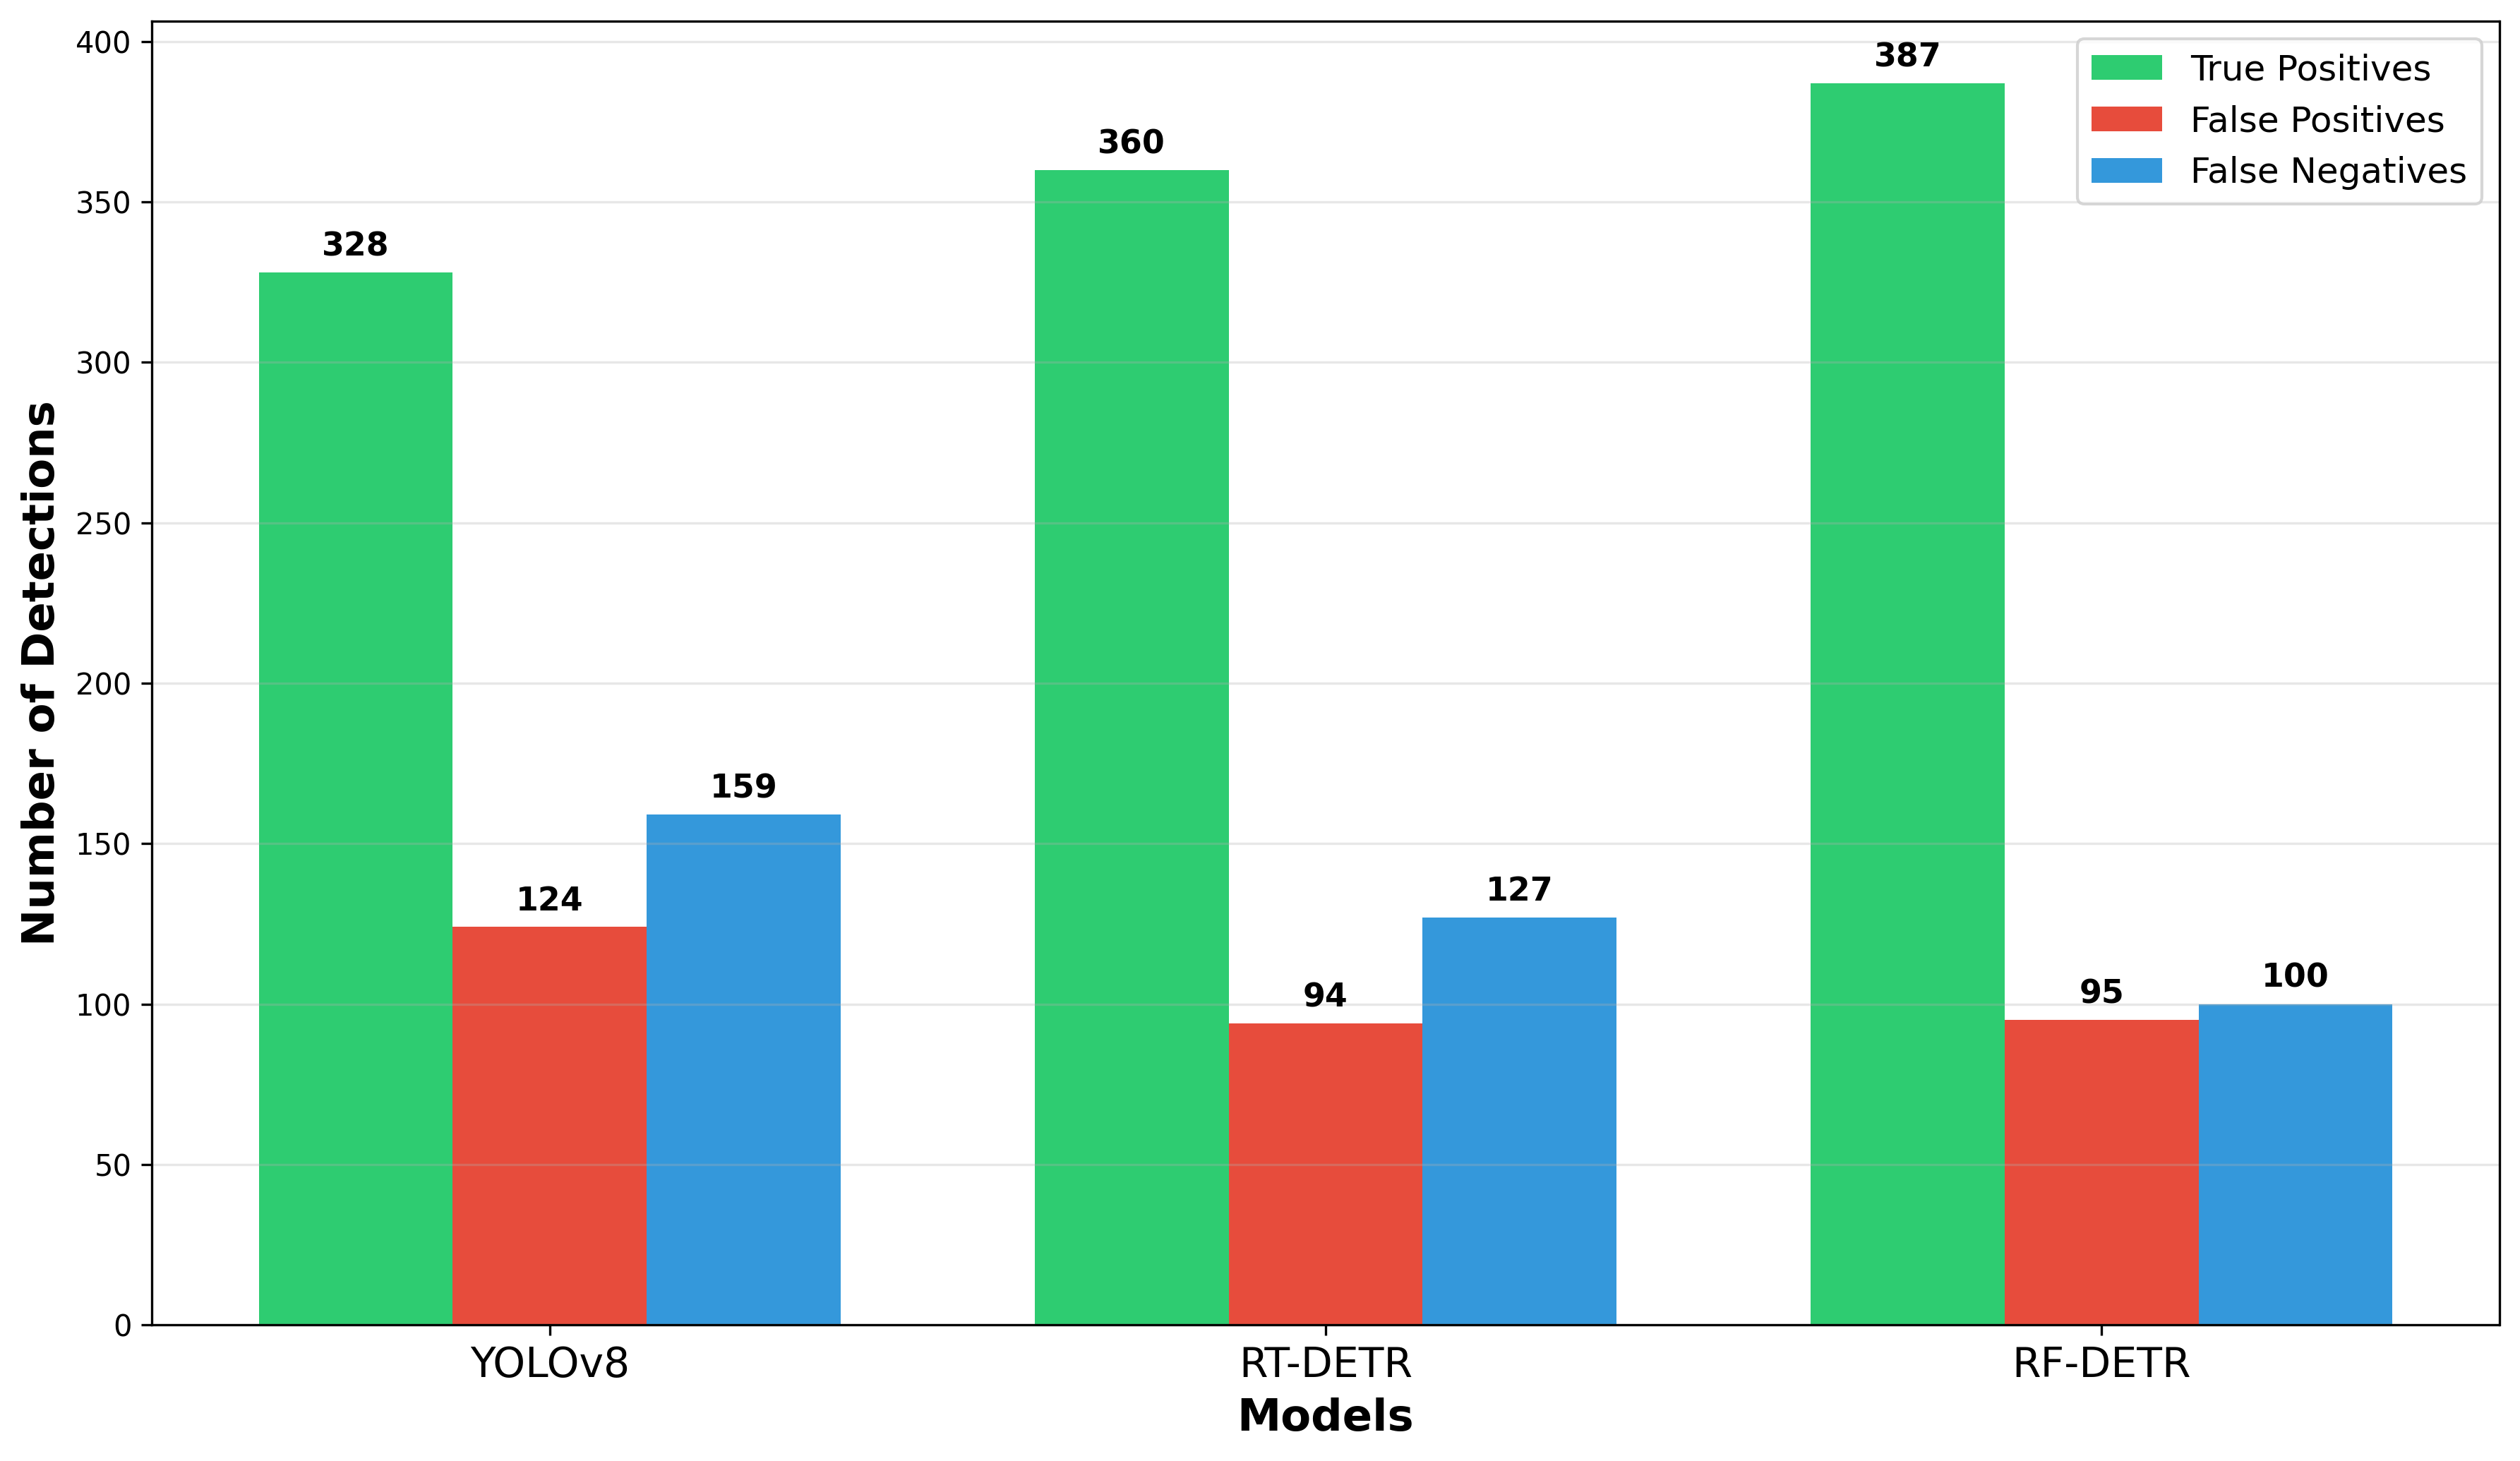 400
350
300
250
200
150
100
50
0
Number of Detections
328
124
159
360
94
127
387
95
100
True Positives
False Positives
False Negatives
YOLOv8
RT-DETR
RF-DETR
Models